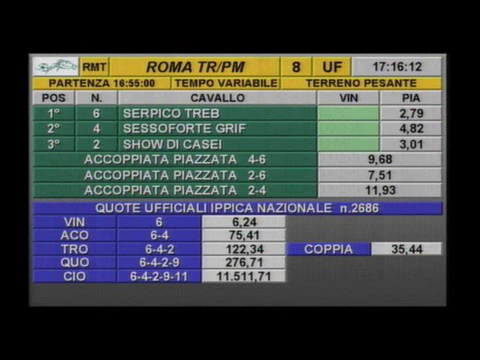 RMT ROMA TR/PM 8 UF 17:16:12
PARTENZA 16:55:00 TEMPO VARIABILE TERRENO PESANTE
POS N. CAVALLO VIN PIA
1º 6 SERPICO TREB 2,79
2º 4 SESSOFORTE GRIF 4,82
3º 2 SHOW DI CASEI 3,01
ACCOPPIATA PIAZZATA 4-6 9,68
ACCOPPIATA PIAZZATA 2-6 7,51
ACCOPPIATA PIAZZATA 2-4 11,93
QUOTE UFFICIALI IPPICA NAZIONALE n.2686
VIN 6 6,24
ACO 6-4 75,41
TRO 6-4-2 122,34 COPPIA 35,44
QUO 6-4-2-9 276,71
CIO 6-4-2-9-11 11.511,71